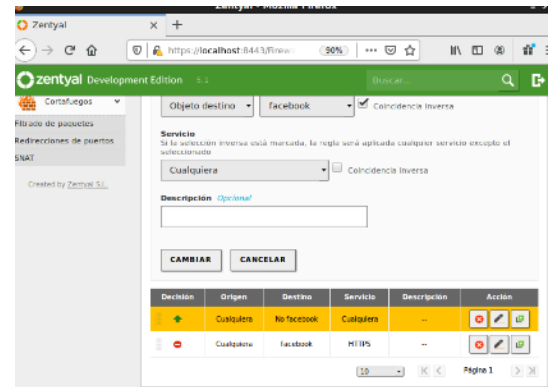 Zentyal - Mozilla Firefox
Zentyal
https://localhost:8443/Firew
90%
zentyal Development Edition 5.1
Buscar...
Cortafuegos
Filtrado de paquetes
Redirecciones de puertos
SNAT
Created by Zentyal S.L.
Objeto destino
facebook
Coincidencia inversa
Servicio
Si la selección inversa está marcada, la regla será aplicada cualquier servicio excepto el
seleccionado
Cualquiera
Coincidencia inversa
Descripción Opcional
CAMBIAR CANCELAR
Decisión Origen Destino Servicio Descripción Acción
Cualquiera No facebook Cualquiera --
Cualquiera facebook HTTPS --
10 Página 1